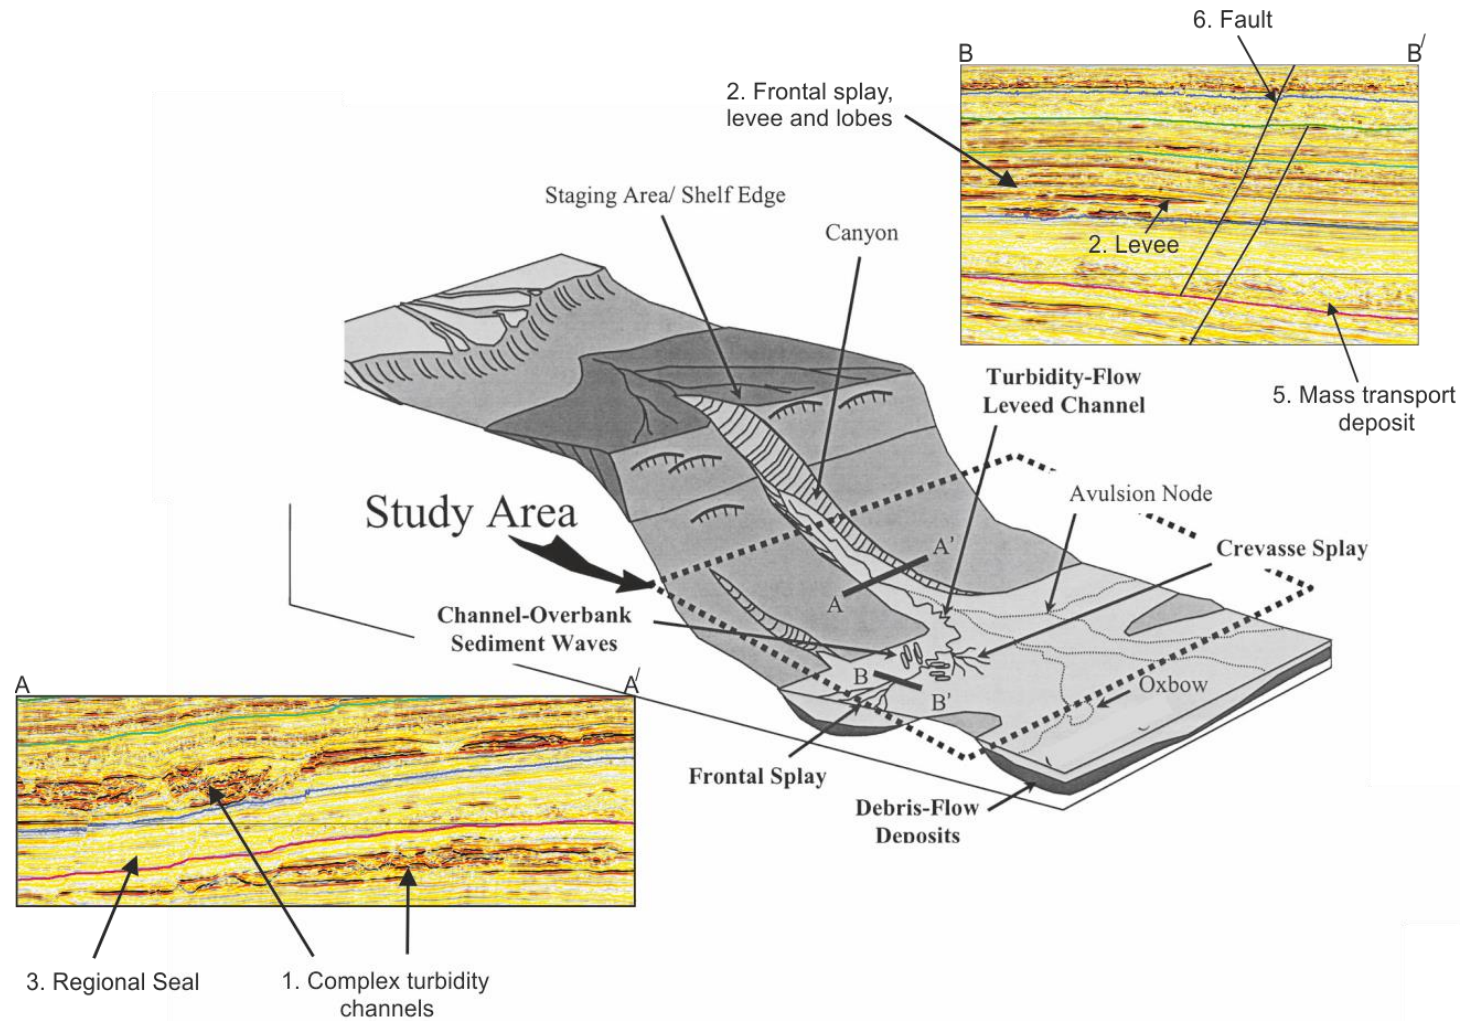 6. Fault
B
B/
2. Frontal splay,
levee and lobes
Staging Area/ Shelf Edge
Canyon
2. Levee
Turbidity-Flow
Leveed Channel
5. Mass transport
deposit
Study Area
Avulsion Node
A'
Crevasse Splay
A
Channel-Overbank
Sediment Waves
B
B'
Oxbow
A
A/
Frontal Splay
Debris-Flow
Deposits
3. Regional Seal
1. Complex turbidity
channels